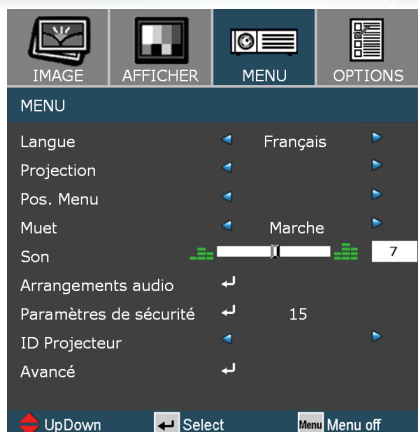 IMAGE AFFICHER MENU OPTIONS
MENU
Langue Français
Projection
Pos. Menu
Muet Marche
Son 7
Arrangements audio
Paramètres de sécurité 15
ID Projecteur
Avancé
UpDown Select Menu Menu off